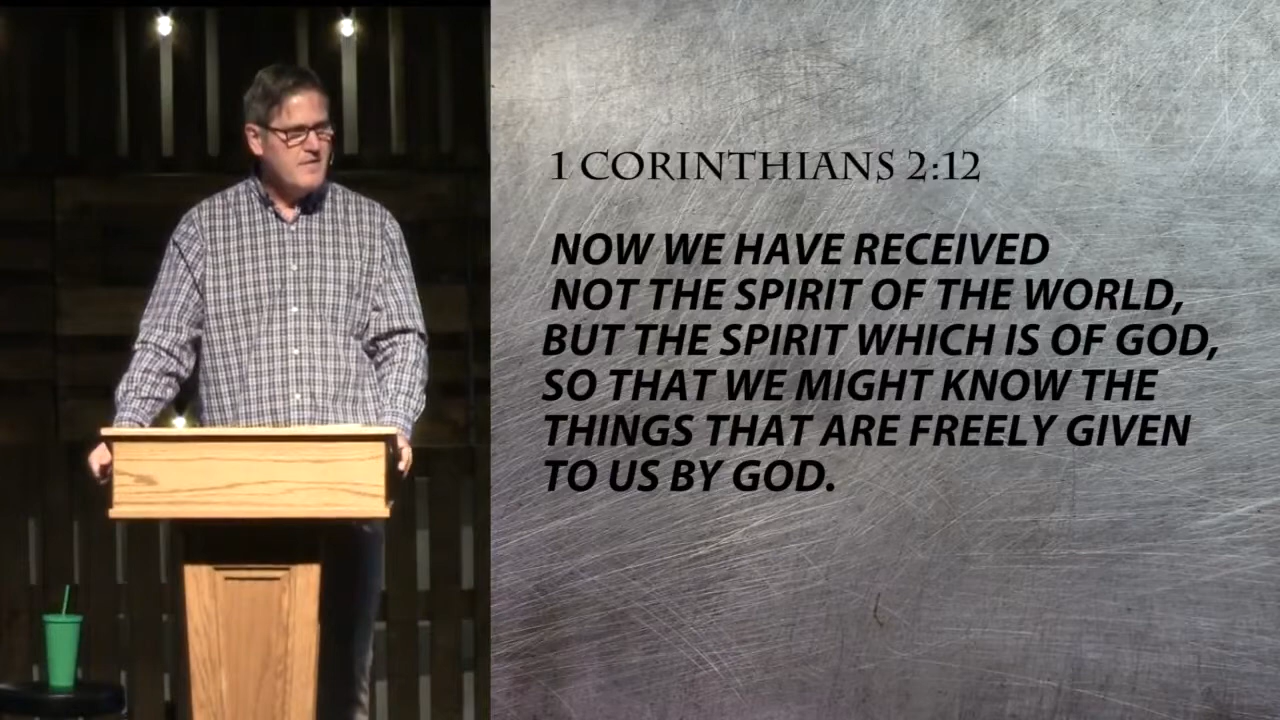 1 CORINTHIANS 2:12
NOW WE HAVE RECEIVED
NOT THE SPIRIT OF THE WORLD,
BUT THE SPIRIT WHICH IS OF GOD,
SO THAT WE MIGHT KNOW THE
THINGS THAT ARE FREELY GIVEN
TO US BY GOD.